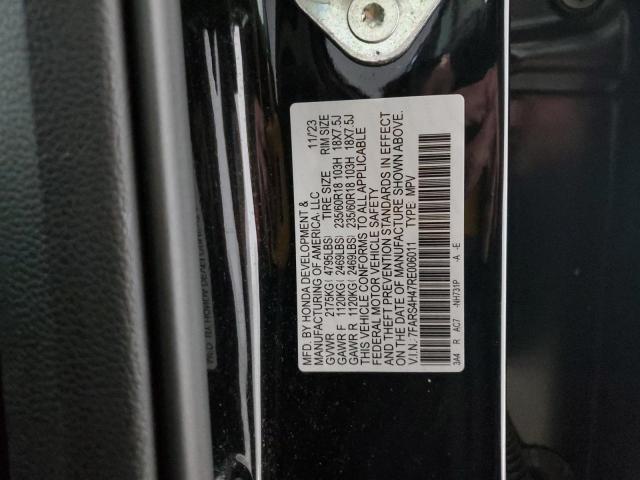 MFD. BY HONDA DEVELOPMENT & 11/23
MANUFACTURING OF AMERICA, LLC
GVWR 2175KG( 4795LBS) TIRE SIZE RIM SIZE
GAWR F 1120KG( 2469LBS) 235/60R18 103H 18X7.5J
GAWR R 1120KG( 2469LBS) 235/60R18 103H 18X7.5J
THIS VEHICLE CONFORMS TO ALL APPLICABLE
FEDERAL MOTOR VEHICLE SAFETY
AND THEFT PREVENTION STANDARDS IN EFFECT
ON THE DATE OF MANUFACTURE SHOWN ABOVE.
V.I.N.: 7FARS4H47RE006011 TYPE: MPV
3A4 R AC7 -NH731P -A -E